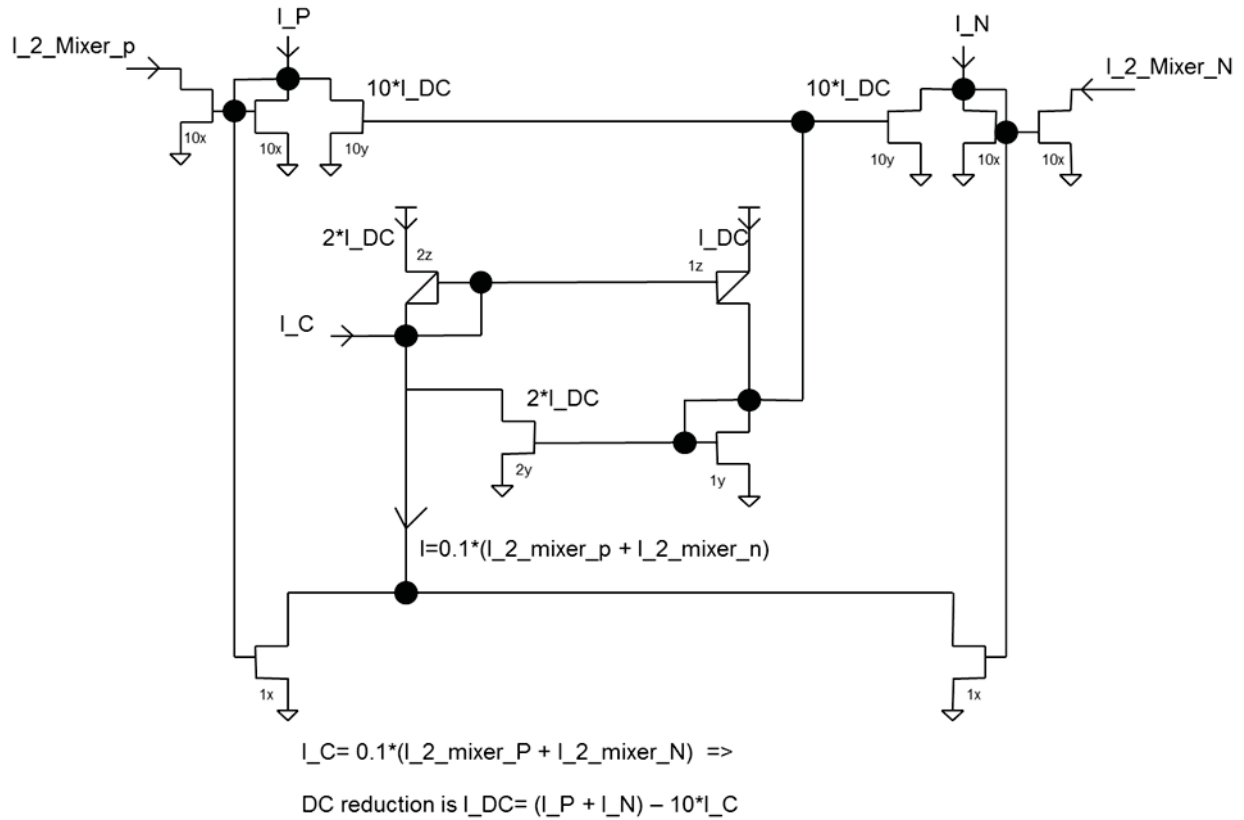 I_P
I_N
I_2_Mixer_p
I_2_Mixer_N
10*I_DC
10*I_DC
10x
10x
10y
10y
10x
10x
2*I_DC
I_DC
2z
1z
I_C
2*I_DC
2y
1y
I=0.1*(I_2_mixer_p + I_2_mixer_n)
1x
1x
I_C= 0.1*(I_2_mixer_P + I_2_mixer_N) =>
DC reduction is I_DC= (I_P + I_N) – 10*I_C